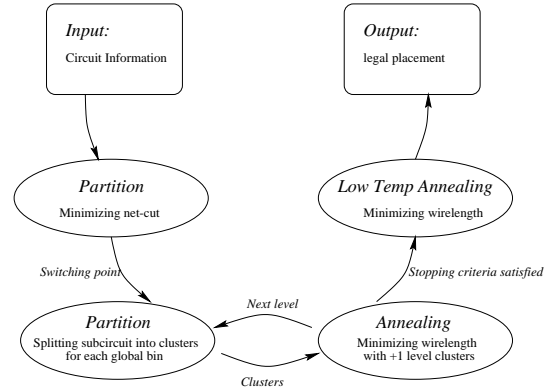 Input:
Circuit Information
Output:
legal placement
Partition
Minimizing net-cut
Low Temp Annealing
Minimizing wirelength
Switching point
Stopping criteria satisfied
Next level
Partition
Splitting subcircuit into clusters
for each global bin
Annealing
Minimizing wirelength
with +1 level clusters
Clusters